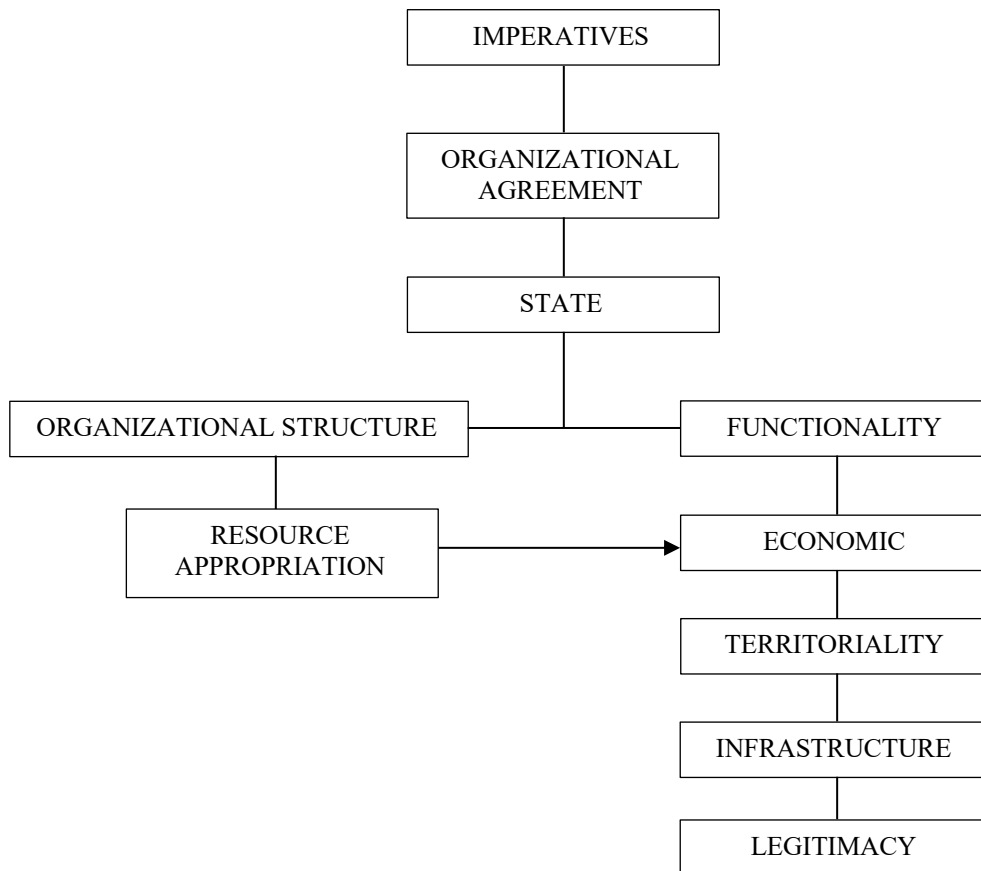 IMPERATIVES
ORGANIZATIONAL
AGREEMENT
STATE
ORGANIZATIONAL STRUCTURE
FUNCTIONALITY
RESOURCE
APPROPRIATION
ECONOMIC
TERRITORIALITY
INFRASTRUCTURE
LEGITIMACY